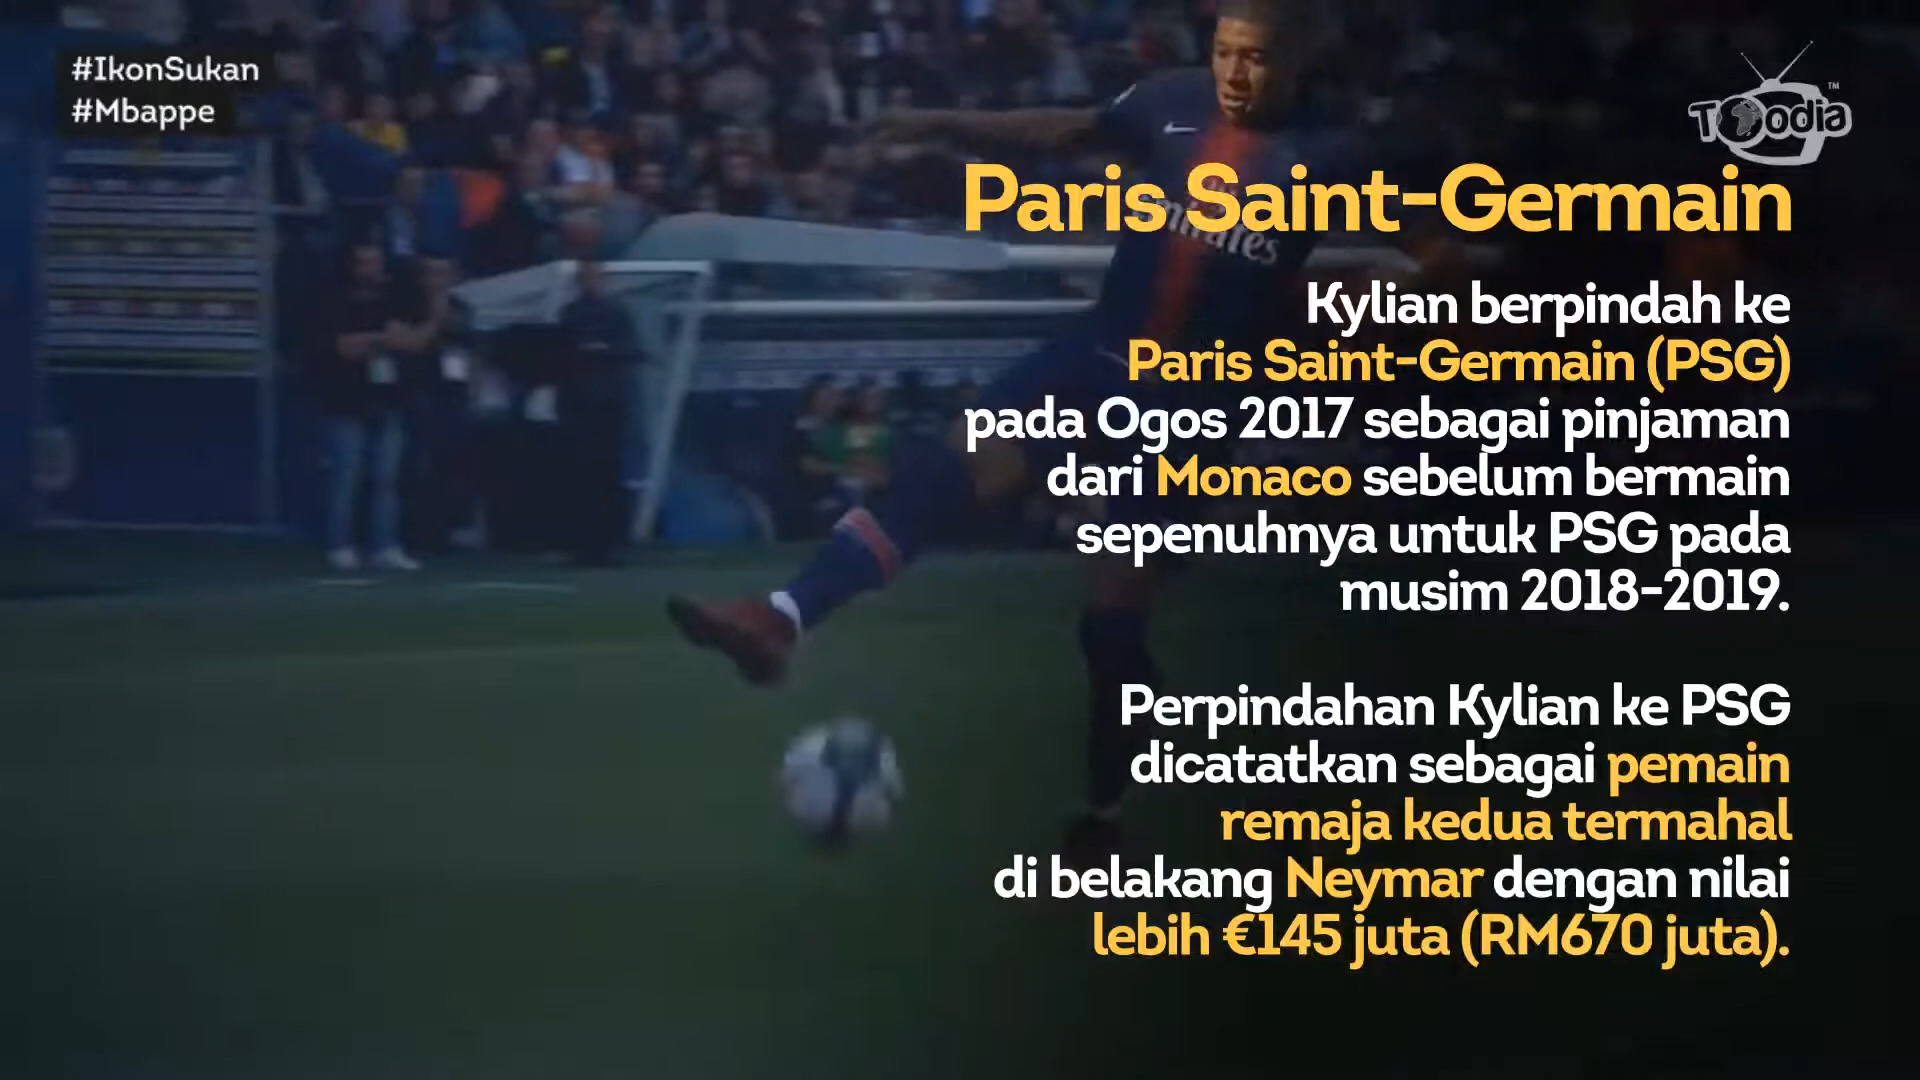 #IkonSukan
#Mbappe
TOodia
TM
Paris Saint-Germain
Emirates
Kylian berpindah ke
Paris Saint-Germain (PSG)
pada Ogos 2017 sebagai pinjaman
dari Monaco sebelum bermain
sepenuhnya untuk PSG pada
musim 2018-2019.
Perpindahan Kylian ke PSG
dicatatkan sebagai pemain
remaja kedua termahal
di belakang Neymar dengan nilai
lebih €145 juta (RM670 juta).